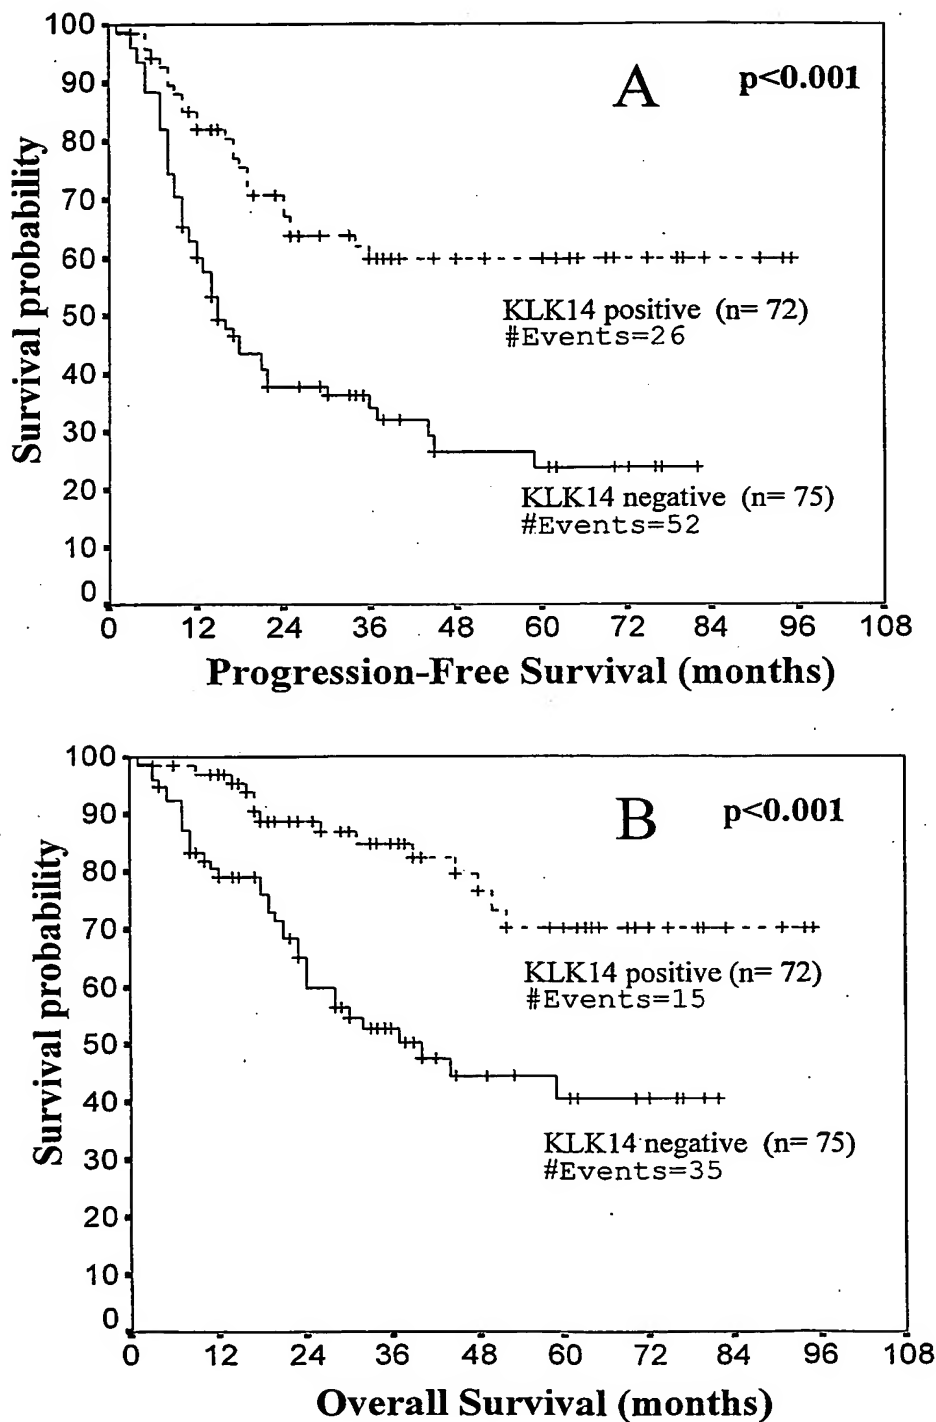 100
90
80
70
60
50
40
30
20
10
0
Survival probability
A
p<0.001
KLK14 positive (n= 72)
#Events=26
KLK14 negative (n= 75)
#Events=52
0 12 24 36 48 60 72 84 96 108
Progression-Free Survival (months)
100
90
80
70
60
50
40
30
20
10
0
Survival probability
B
p<0.001
KLK14 positive (n= 72)
#Events=15
KLK14 negative (n= 75)
#Events=35
0 12 24 36 48 60 72 84 96 108
Overall Survival (months)